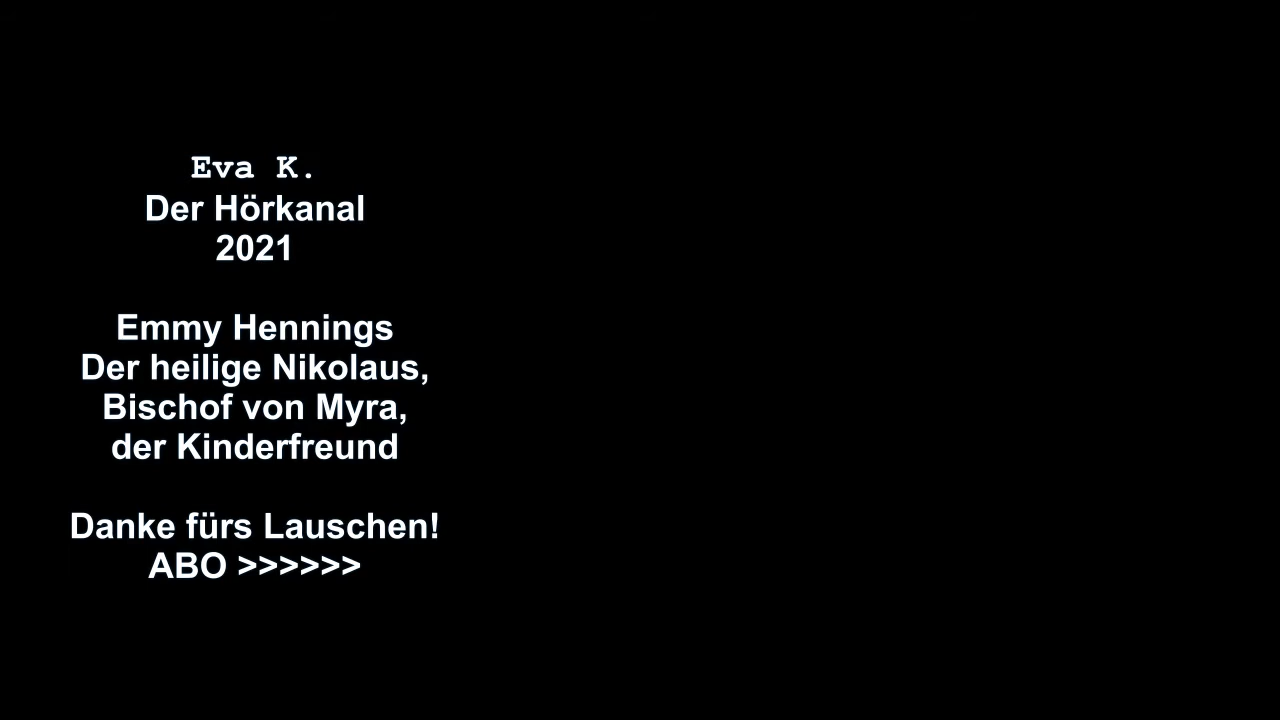 Eva K.
Der Hörkanal
2021
Emmy Hennings
Der heilige Nikolaus,
Bischof von Myra,
der Kinderfreund
Danke fürs Lauschen!
ABO >>>>>>